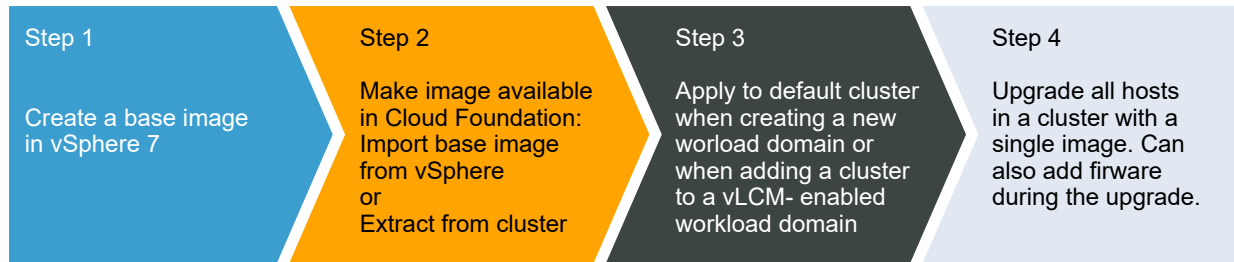 Step 1
Create a base image
in vSphere 7
Step 2
Make image available
in Cloud Foundation:
Import base image
from vSphere
or
Extract from cluster
Step 3
Apply to default cluster
when creating a new
worload domain or
when adding a cluster
to a vLCM- enabled
workload domain
Step 4
Upgrade all hosts
in a cluster with a
single image. Can
also add firware
during the upgrade.